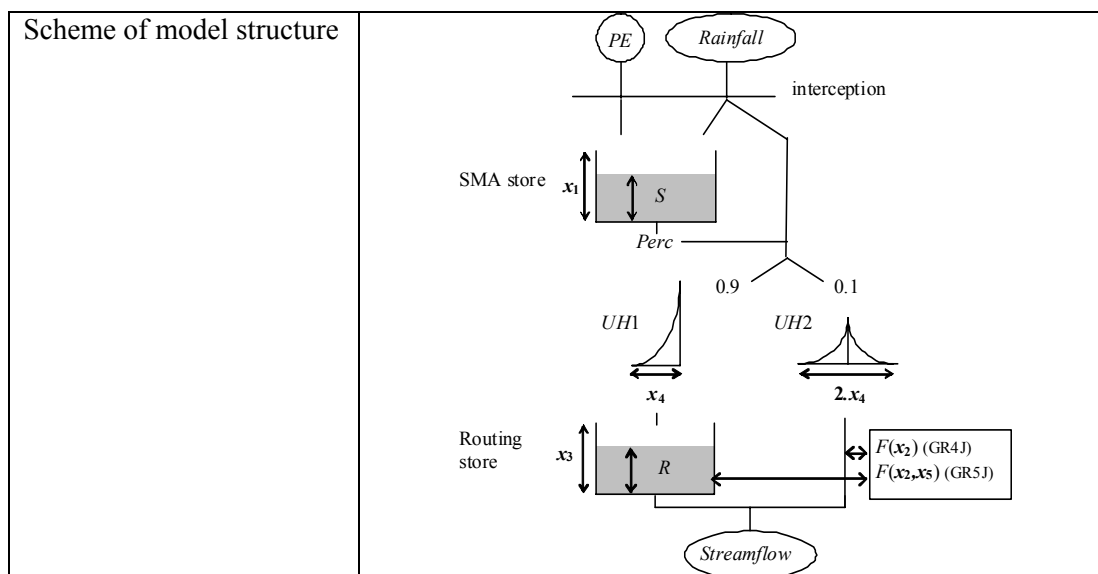 Scheme of model structure
PE
Rainfall
interception
SMA store
x1
S
Perc
0.9
0.1
UH1
UH2
x4
2.x4
Routing
store
x3
R
F(x2) (GR4J)
F(x2,x5) (GR5J)
Streamflow